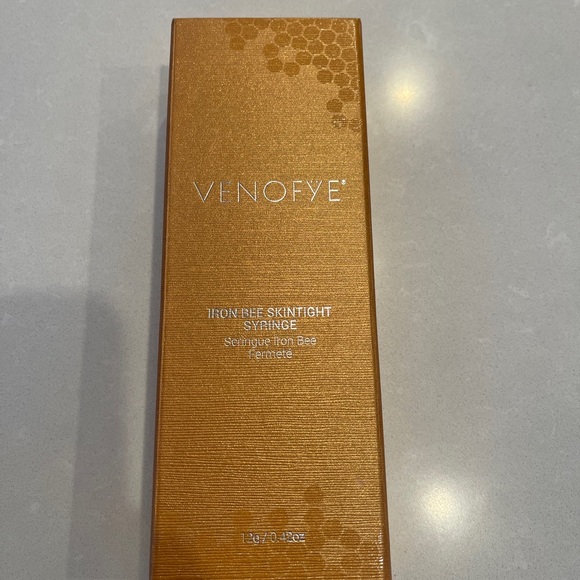 VENOFYE®
IRON BEE SKINTIGHT
SYRINGE
Seringue Iron Bee
Fermeté
12g / 0.42oz